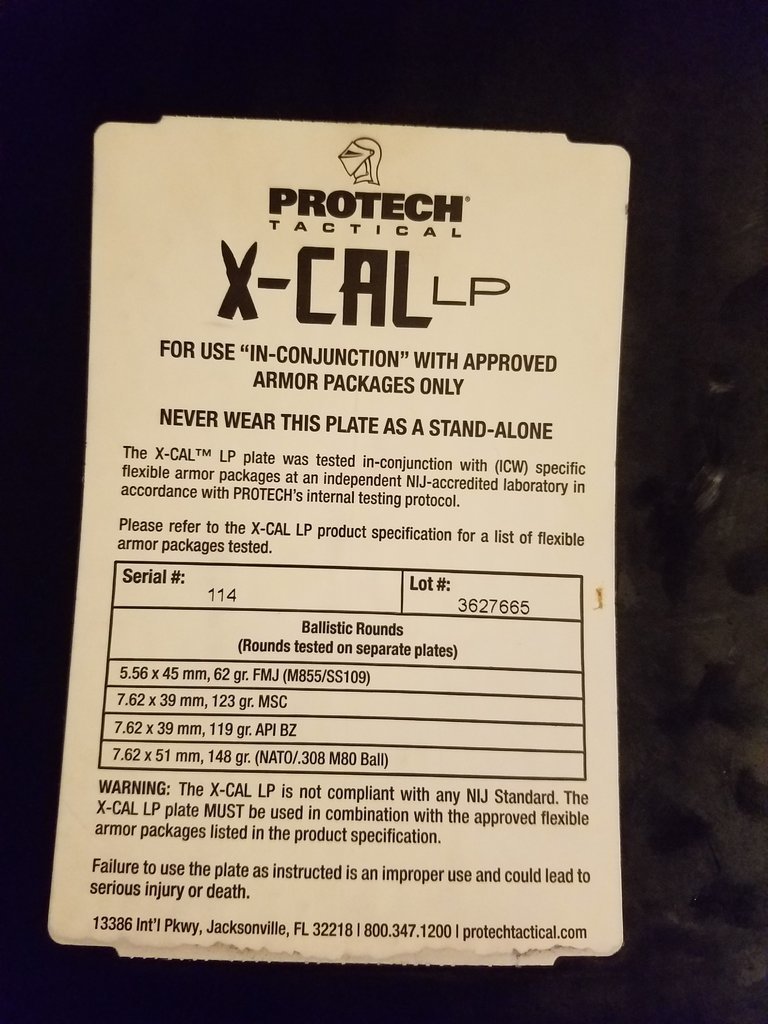 PROTECH®
TACTICAL
X-CAL LP
FOR USE "IN-CONJUNCTION" WITH APPROVED
ARMOR PACKAGES ONLY
NEVER WEAR THIS PLATE AS A STAND-ALONE
The X-CAL™ LP plate was tested in-conjunction with (ICW) specific
flexible armor packages at an independent NIJ-accredited laboratory in
accordance with PROTECH's internal testing protocol.
Please refer to the X-CAL LP product specification for a list of flexible
armor packages tested.
Serial #: 114
Lot #: 3627665
Ballistic Rounds
(Rounds tested on separate plates)
5.56 x 45 mm, 62 gr. FMJ (M855/SS109)
7.62 x 39 mm, 123 gr. MSC
7.62 x 39 mm, 119 gr. API BZ
7.62 x 51 mm, 148 gr. (NATO/.308 M80 Ball)
WARNING: The X-CAL LP is not compliant with any NIJ Standard. The
X-CAL LP plate MUST be used in combination with the approved flexible
armor packages listed in the product specification.
Failure to use the plate as instructed is an improper use and could lead to
serious injury or death.
13386 Int'l Pkwy, Jacksonville, FL 32218 | 800.347.1200 | protechtactical.com